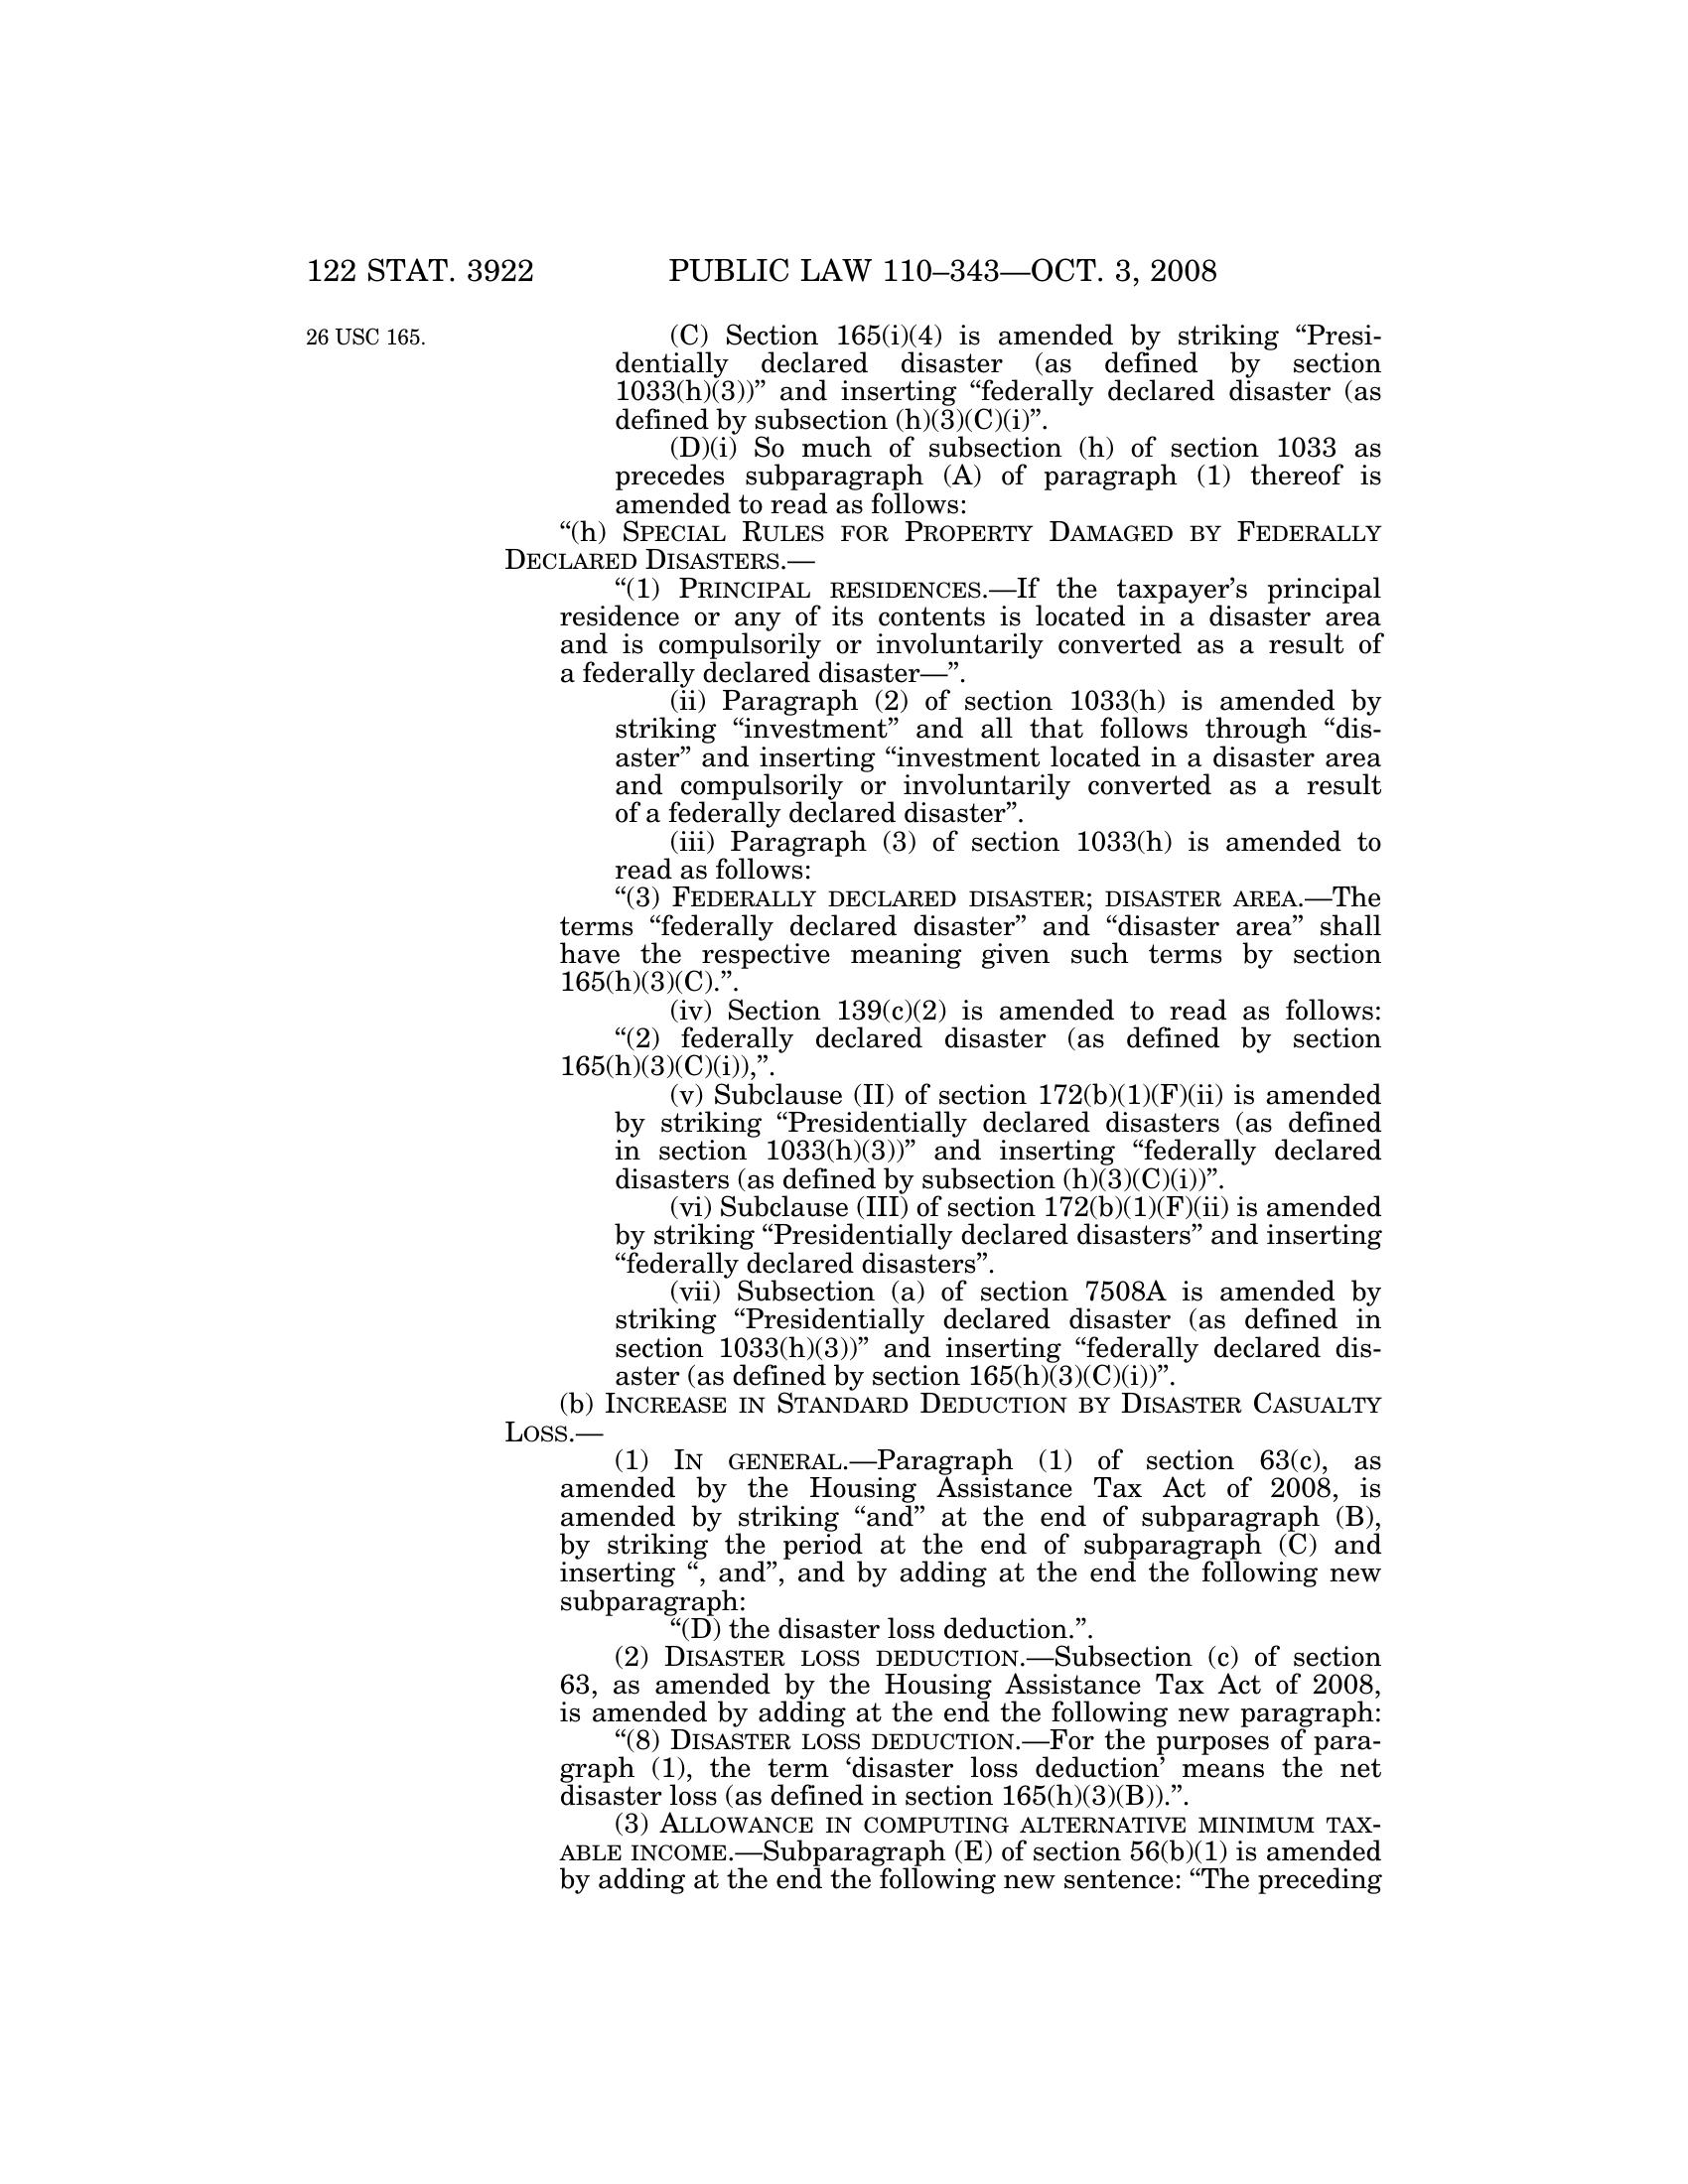 122 STAT. 3922 PUBLIC LAW 110–343—OCT. 3, 2008
26 USC 165.
(C) Section 165(i)(4) is amended by striking “Presi-
dentially declared disaster (as defined by section
1033(h)(3))” and inserting “federally declared disaster (as
defined by subsection (h)(3)(C)(i)”.
(D)(i) So much of subsection (h) of section 1033 as
precedes subparagraph (A) of paragraph (1) thereof is
amended to read as follows:
“(h) SPECIAL RULES FOR PROPERTY DAMAGED BY FEDERALLY
DECLARED DISASTERS.—
“(1) PRINCIPAL RESIDENCES.—If the taxpayer’s principal
residence or any of its contents is located in a disaster area
and is compulsorily or involuntarily converted as a result of
a federally declared disaster—”.
(ii) Paragraph (2) of section 1033(h) is amended by
striking “investment” and all that follows through “dis-
aster” and inserting “investment located in a disaster area
and compulsorily or involuntarily converted as a result
of a federally declared disaster”.
(iii) Paragraph (3) of section 1033(h) is amended to
read as follows:
“(3) FEDERALLY DECLARED DISASTER; DISASTER AREA.—The
terms “federally declared disaster” and “disaster area” shall
have the respective meaning given such terms by section
165(h)(3)(C).”.
(iv) Section 139(c)(2) is amended to read as follows:
“(2) federally declared disaster (as defined by section
165(h)(3)(C)(i)),”.
(v) Subclause (II) of section 172(b)(1)(F)(ii) is amended
by striking “Presidentially declared disasters (as defined
in section 1033(h)(3))” and inserting “federally declared
disasters (as defined by subsection (h)(3)(C)(i))”.
(vi) Subclause (III) of section 172(b)(1)(F)(ii) is amended
by striking “Presidentially declared disasters” and inserting
“federally declared disasters”.
(vii) Subsection (a) of section 7508A is amended by
striking “Presidentially declared disaster (as defined in
section 1033(h)(3))” and inserting “federally declared dis-
aster (as defined by section 165(h)(3)(C)(i))”.
(b) INCREASE IN STANDARD DEDUCTION BY DISASTER CASUALTY
LOSS.—
(1) IN GENERAL.—Paragraph (1) of section 63(c), as
amended by the Housing Assistance Tax Act of 2008, is
amended by striking “and” at the end of subparagraph (B),
by striking the period at the end of subparagraph (C) and
inserting “, and”, and by adding at the end the following new
subparagraph:
“(D) the disaster loss deduction.”.
(2) DISASTER LOSS DEDUCTION.—Subsection (c) of section
63, as amended by the Housing Assistance Tax Act of 2008,
is amended by adding at the end the following new paragraph:
“(8) DISASTER LOSS DEDUCTION.—For the purposes of para-
graph (1), the term ‘disaster loss deduction’ means the net
disaster loss (as defined in section 165(h)(3)(B)).”.
(3) ALLOWANCE IN COMPUTING ALTERNATIVE MINIMUM TAX-
ABLE INCOME.—Subparagraph (E) of section 56(b)(1) is amended
by adding at the end the following new sentence: “The preceding